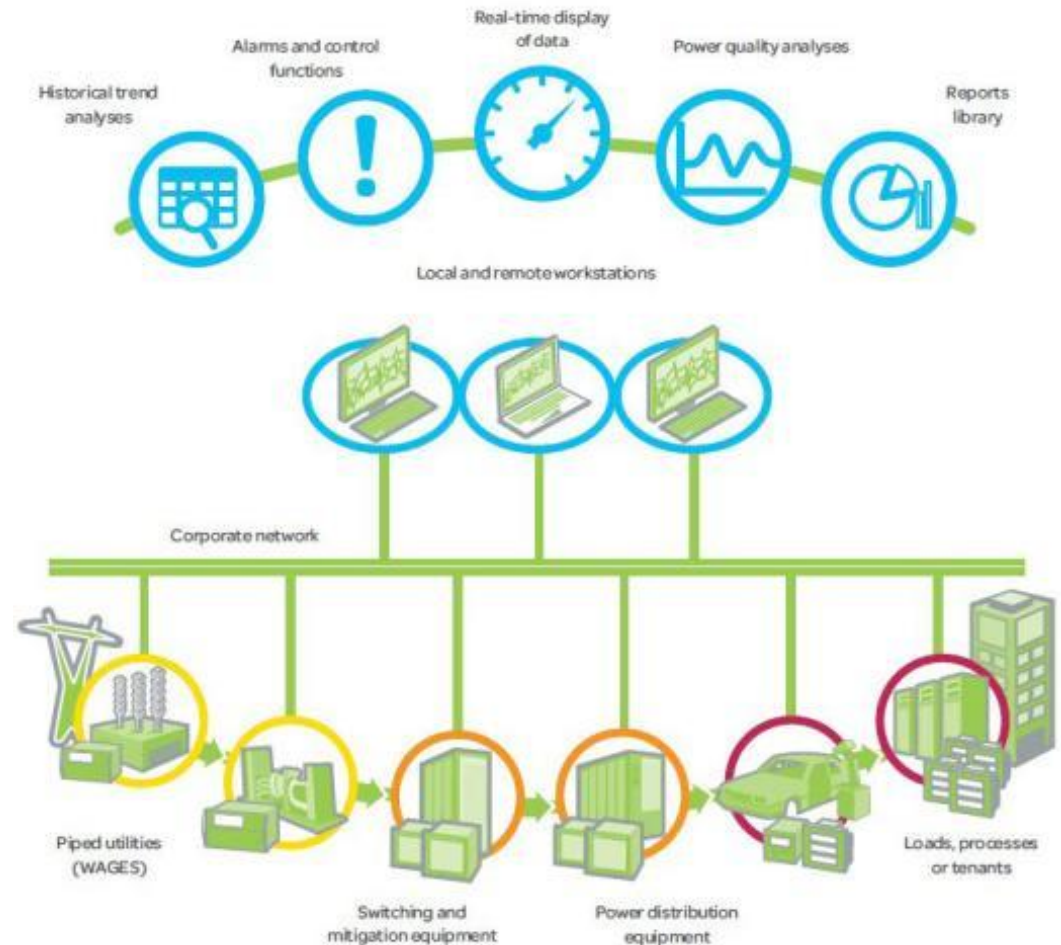 Real-time display
of data
Alarms and control
functions
Power quality analyses
Historical trend
analyses
Reports
library
Local and remote workstations
Corporate network
Piped utilities
(WAGES)
Loads, processes
or tenants
Switching and
mitigation equipment
Power distribution
equipment